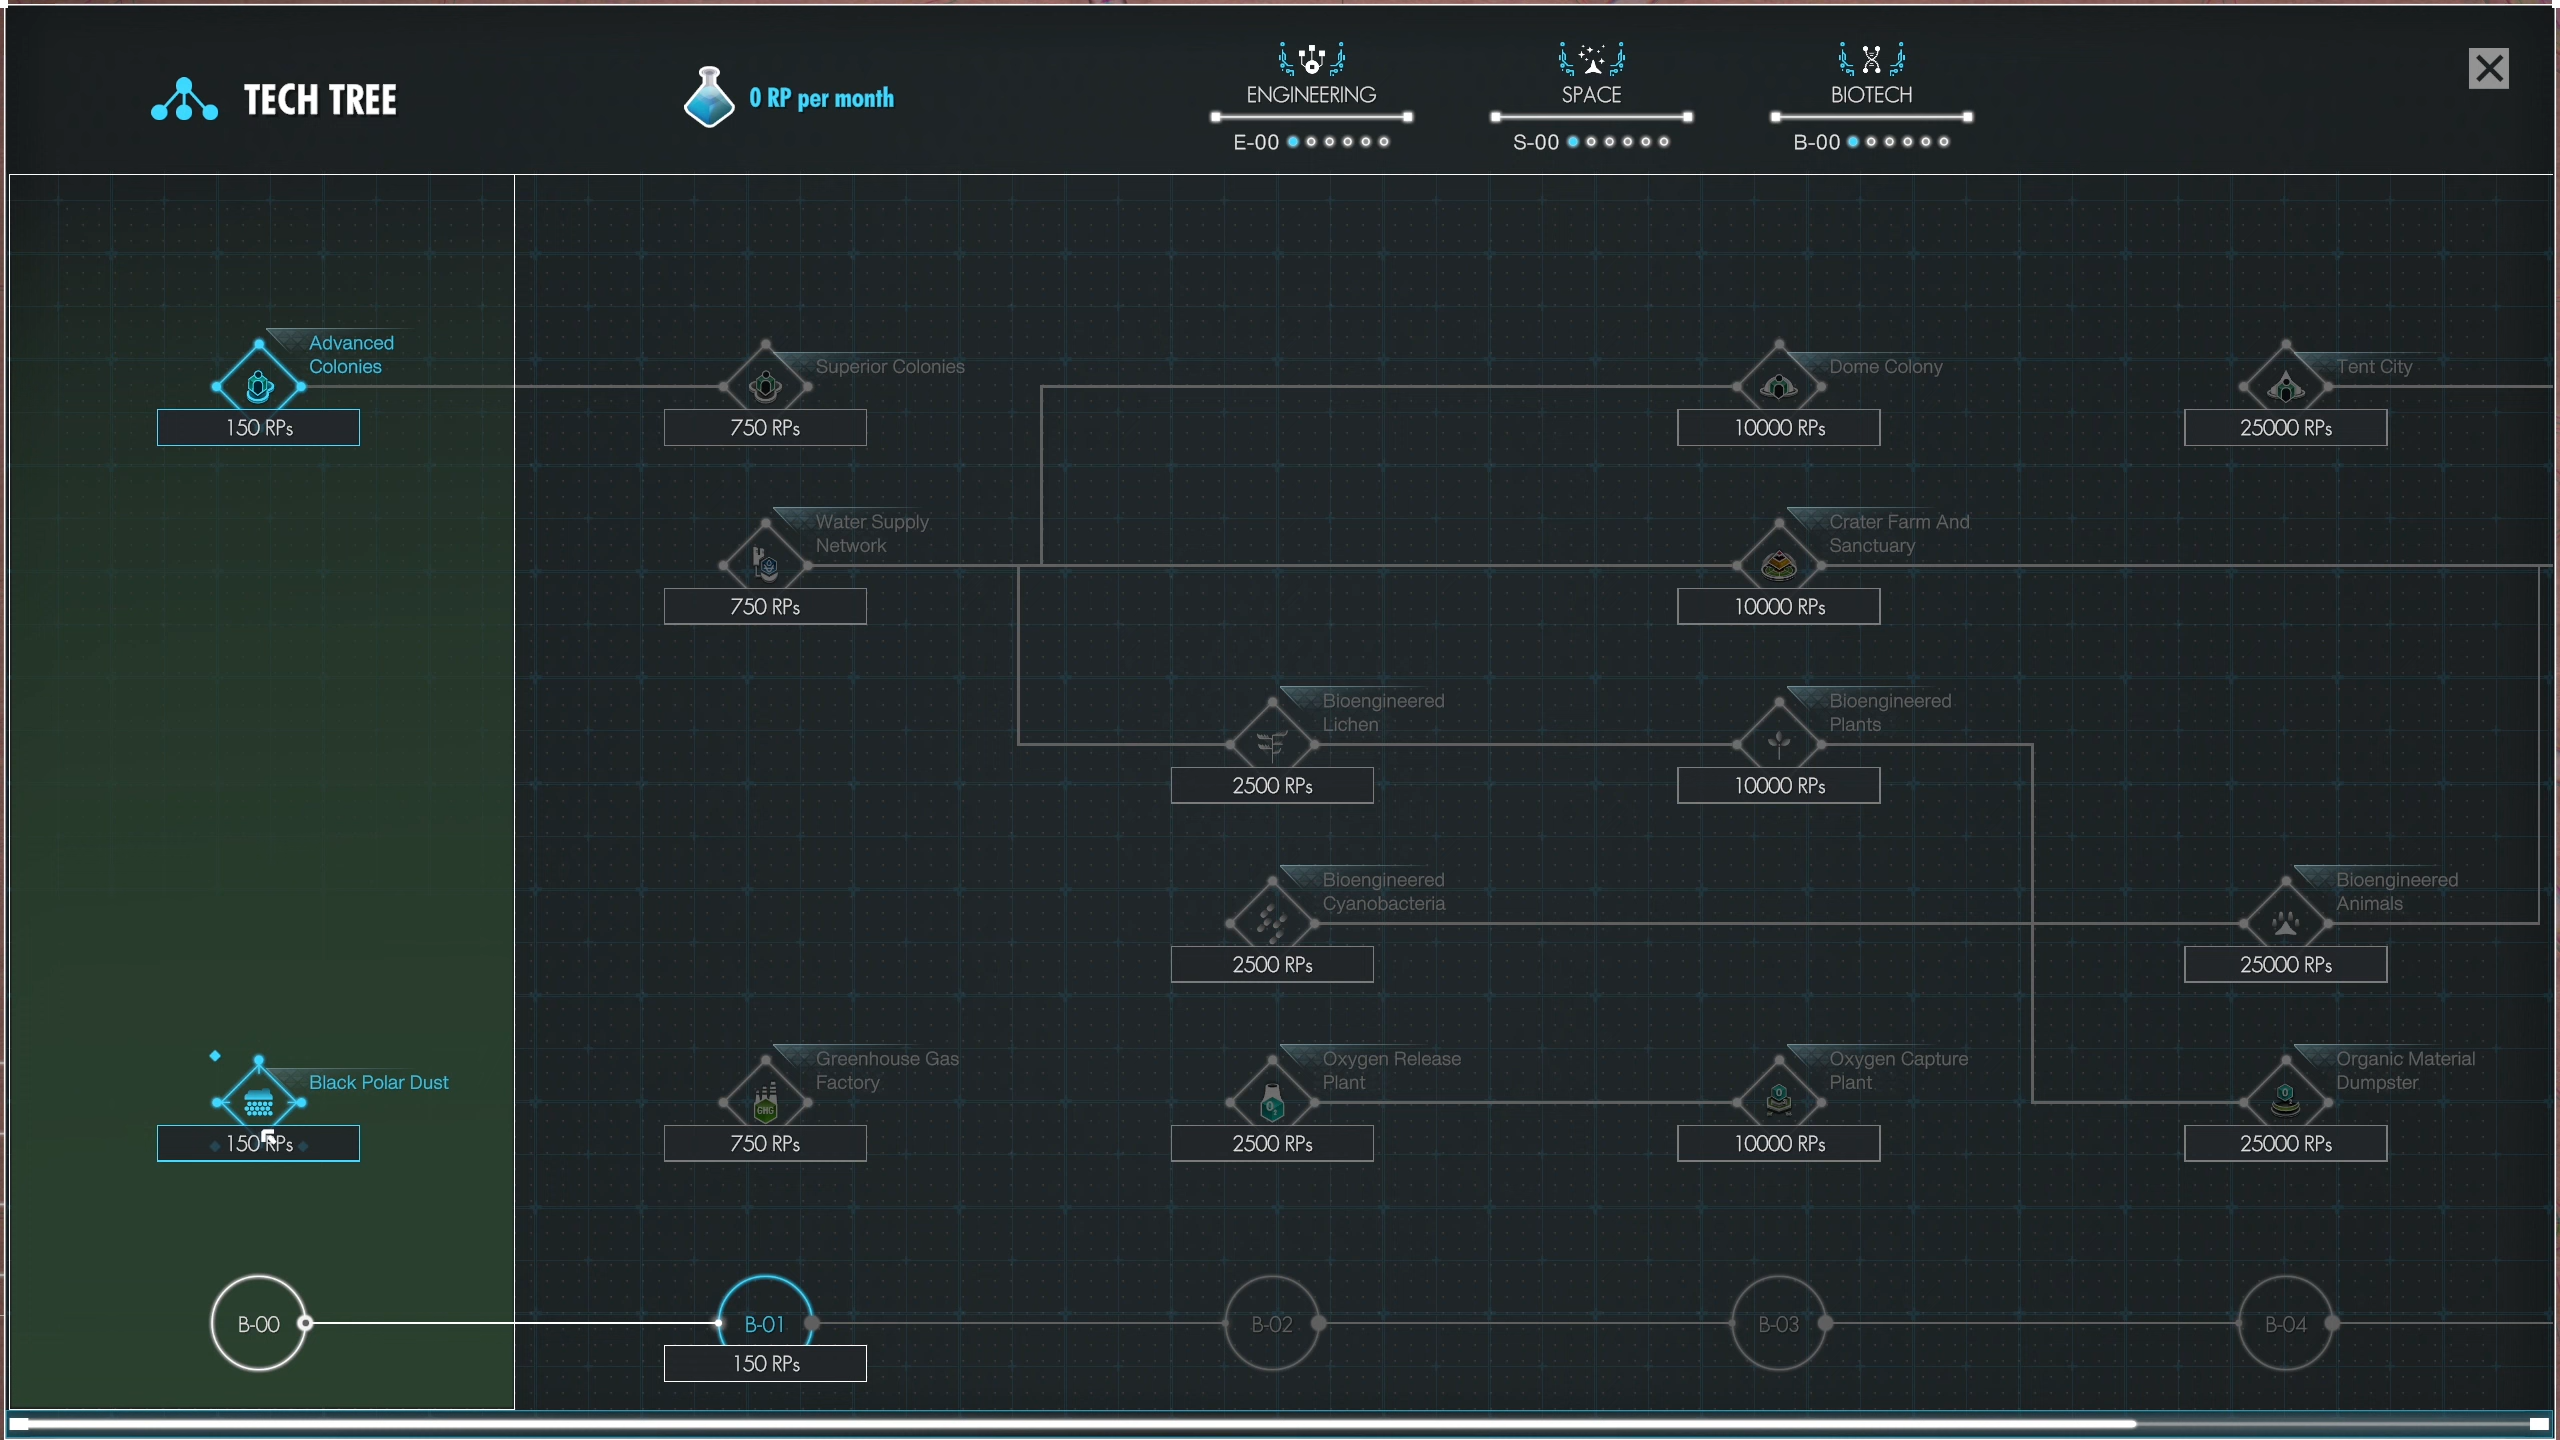 TECH TREE
0 RP per month
ENGINEERING
E-00
SPACE
S-00
BIOTECH
B-00
Advanced
Colonies
150 RPs
Superior Colonies
750 RPs
Dome Colony
10000 RPs
Tent City
25000 RPs
Water Supply
Network
750 RPs
Crater Farm And
Sanctuary
10000 RPs
Bioengineered
Lichen
2500 RPs
Bioengineered
Plants
10000 RPs
Bioengineered
Cyanobacteria
2500 RPs
Bioengineered
Animals
25000 RPs
Black Polar Dust
150 RPs
Greenhouse Gas
Factory
GHG
750 RPs
Oxygen Release
Plant
2500 RPs
Oxygen Capture
Plant
10000 RPs
Organic Material
Dumpster
25000 RPs
B-00
B-01
150 RPs
B-02
B-03
B-04